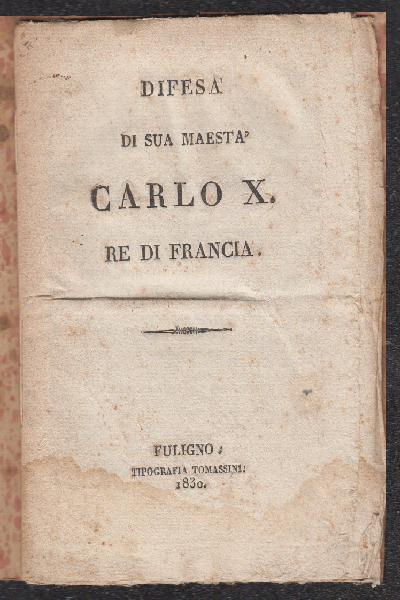 DIFESA
DI SUA MAESTA'
CARLO X.
RE DI FRANCIA.
FULIGNO:
TIPOGRAFIA TOMASSINI.
1830.